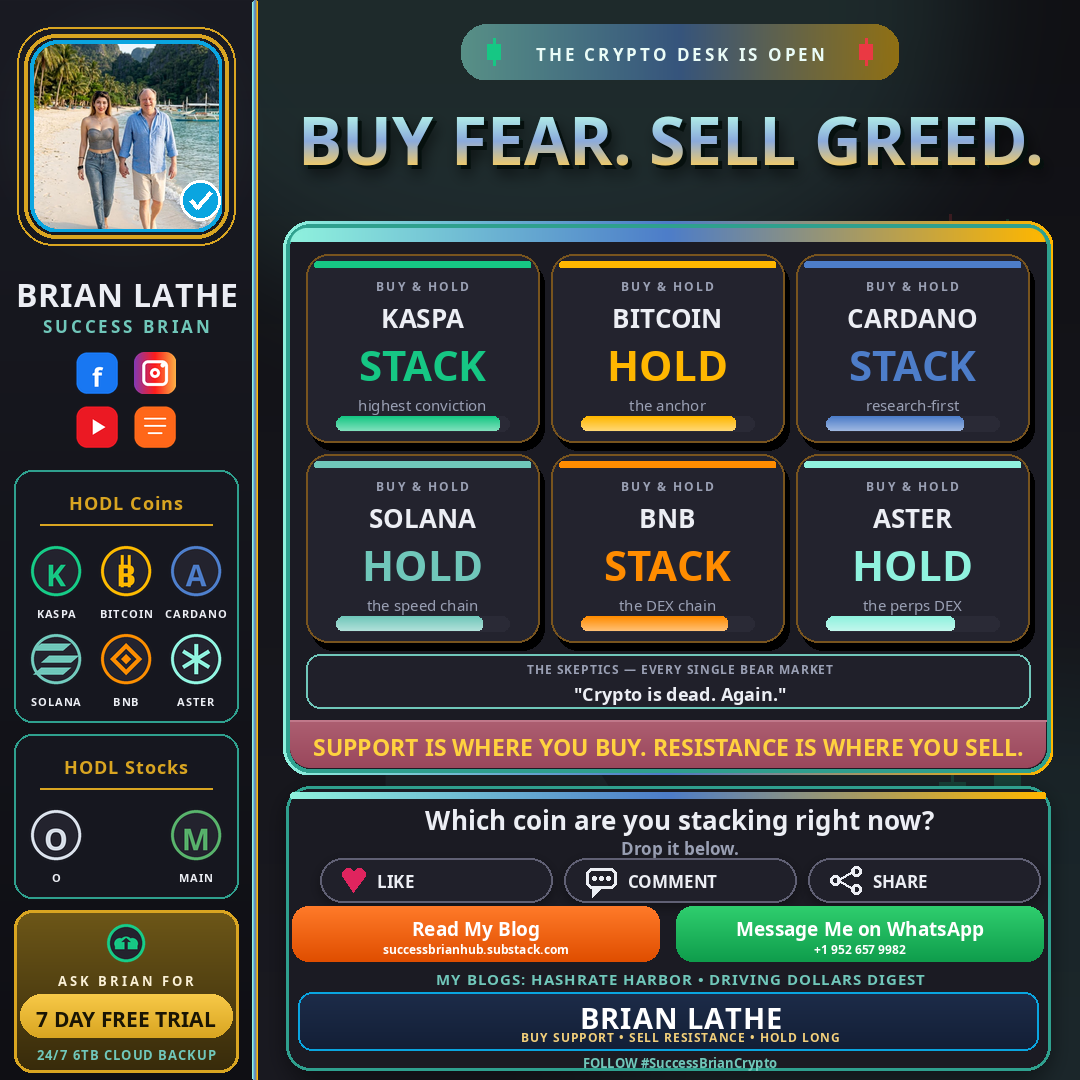 BRIAN LATHE
SUCCESS BRIAN
f
HODL Coins
K
B
A
KASPA
BITCOIN
CARDANO
SOLANA
BNB
ASTER
HODL Stocks
O
M
O
MAIN
ASK BRIAN FOR
7 DAY FREE TRIAL
24/7 6TB CLOUD BACKUP
THE CRYPTO DESK IS OPEN
BUY FEAR. SELL GREED.
BUY & HOLD
KASPA
STACK
highest conviction
BUY & HOLD
BITCOIN
HOLD
the anchor
BUY & HOLD
CARDANO
STACK
research-first
BUY & HOLD
SOLANA
HOLD
the speed chain
BUY & HOLD
BNB
STACK
the DEX chain
BUY & HOLD
ASTER
HOLD
the perps DEX
THE SKEPTICS — EVERY SINGLE BEAR MARKET
"Crypto is dead. Again."
SUPPORT IS WHERE YOU BUY. RESISTANCE IS WHERE YOU SELL.
Which coin are you stacking right now?
Drop it below.
LIKE
COMMENT
SHARE
Read My Blog
successbrianhub.substack.com
Message Me on WhatsApp
+1 952 657 9982
MY BLOGS: HASHRATE HARBOR • DRIVING DOLLARS DIGEST
BRIAN LATHE
BUY SUPPORT • SELL RESISTANCE • HOLD LONG
FOLLOW #SuccessBrianCrypto